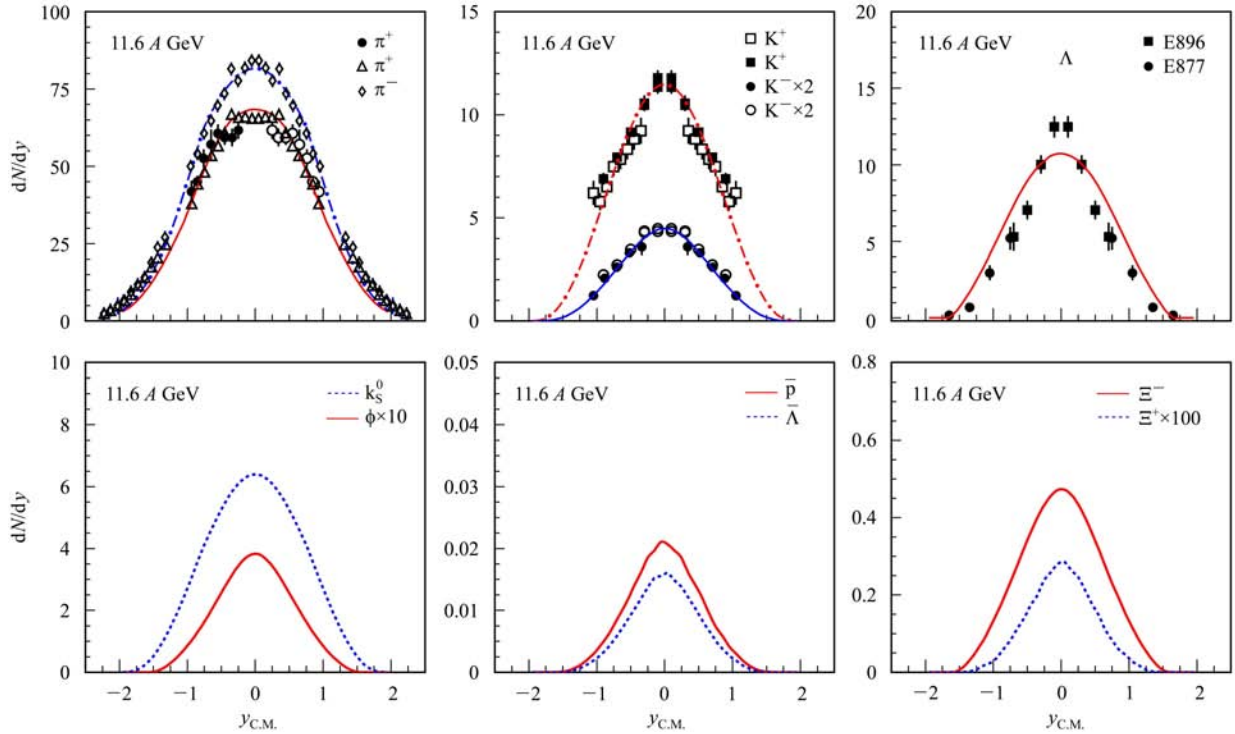 100
75
50
25
0
dN/dy
11.6 A GeV
π⁺
π⁺
π⁻
15
10
5
0
11.6 A GeV
K⁺
K⁺
K⁻×2
K⁻×2
20
15
10
5
0
11.6 A GeV
Λ
E896
E877
10
8
6
4
2
0
dN/dy
11.6 A GeV
k⁰_S
ϕ×10
−2 −1 0 1 2
y_C.M.
0.05
0.04
0.03
0.02
0.01
0
11.6 A GeV
p̄
Λ̄
−2 −1 0 1 2
y_C.M.
0.8
0.6
0.4
0.2
0
11.6 A GeV
Ξ⁻
Ξ⁺×100
−2 −1 0 1 2
y_C.M.